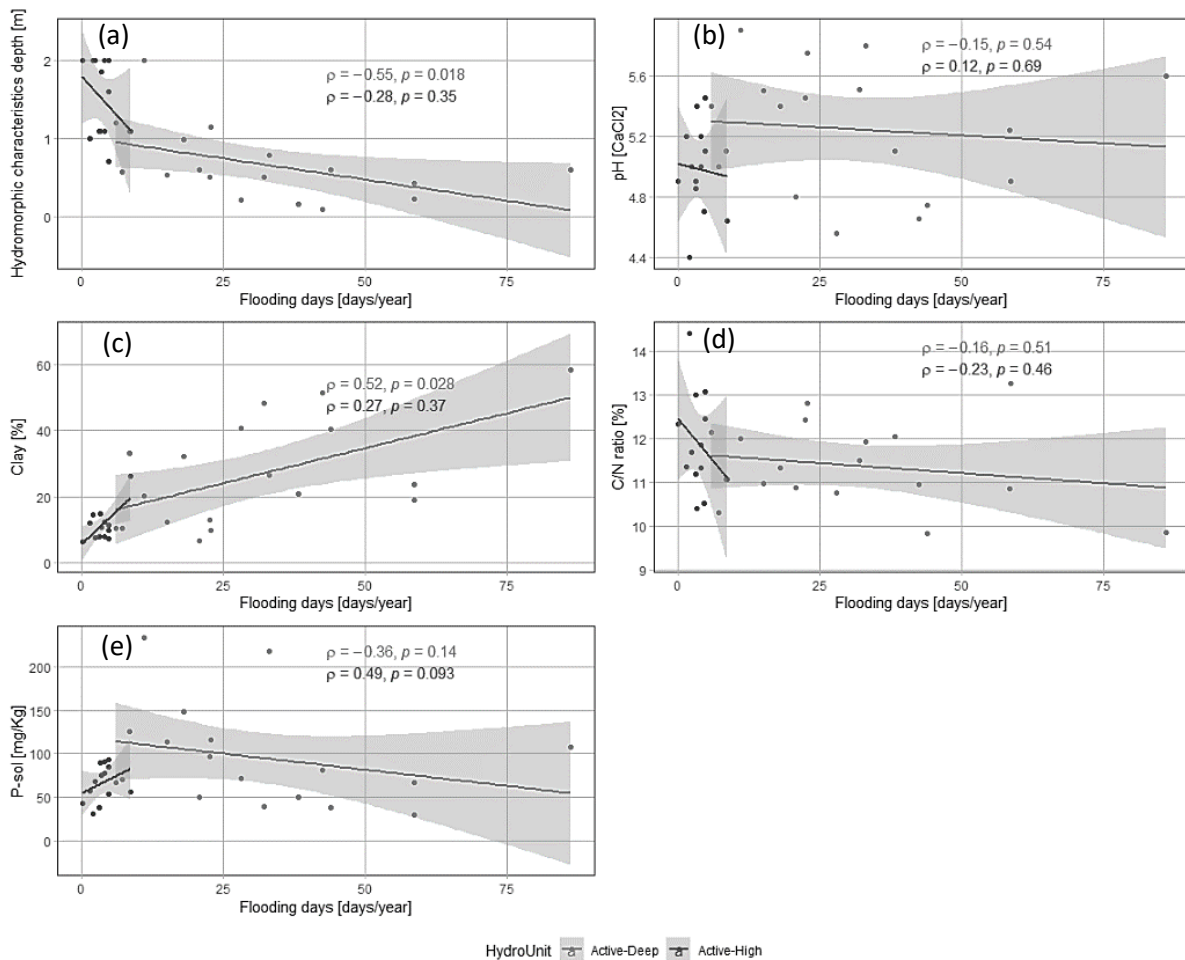 (a)
Hydromorphic characteristics depth [m]
2
1
0
ρ = −0.55, p = 0.018
ρ = −0.28, p = 0.35
0 25 50 75
Flooding days [days/year]
(b)
pH [CaCl2]
5.6
5.2
4.8
4.4
ρ = −0.15, p = 0.54
ρ = 0.12, p = 0.69
0 25 50 75
Flooding days [days/year]
(c)
Clay [%]
60
40
20
0
ρ = 0.52, p = 0.028
ρ = 0.27, p = 0.37
0 25 50 75
Flooding days [days/year]
(d)
C/N ratio [%]
14
13
12
11
10
9
ρ = −0.16, p = 0.51
ρ = −0.23, p = 0.46
0 25 50 75
Flooding days [days/year]
(e)
P-sol [mg/Kg]
200
150
100
50
0
ρ = −0.36, p = 0.14
ρ = 0.49, p = 0.093
0 25 50 75
Flooding days [days/year]
HydroUnit a Active-Deep a Active-High